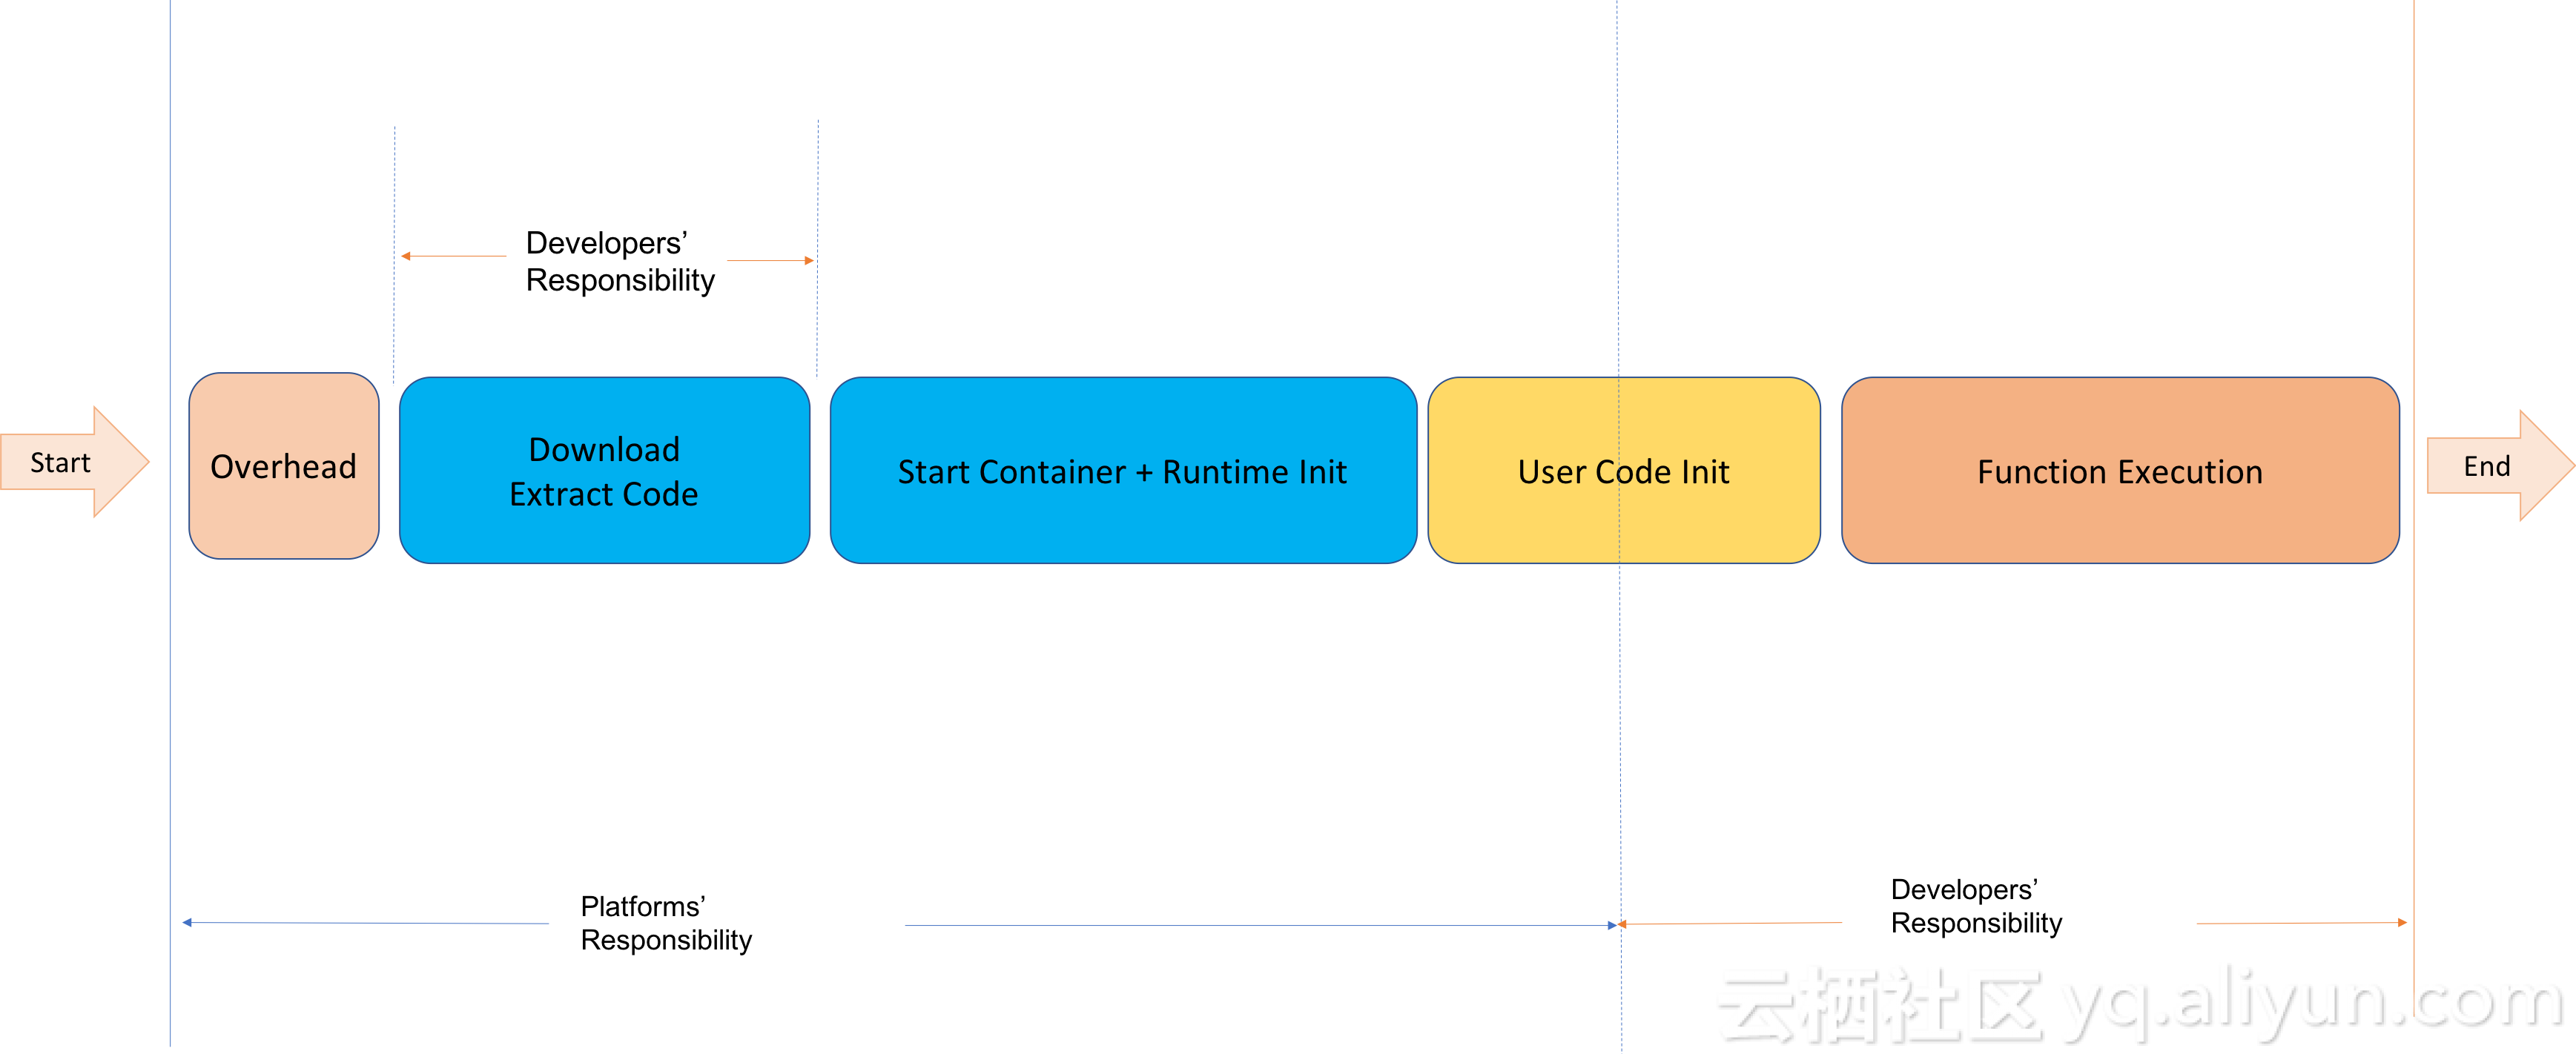 Developers’
Responsibility
Start
Overhead
Download
Extract Code
Start Container + Runtime Init
User Code Init
Function Execution
End
Platforms’
Responsibility
Developers’
Responsibility
云栖社区 yq.aliyun.com